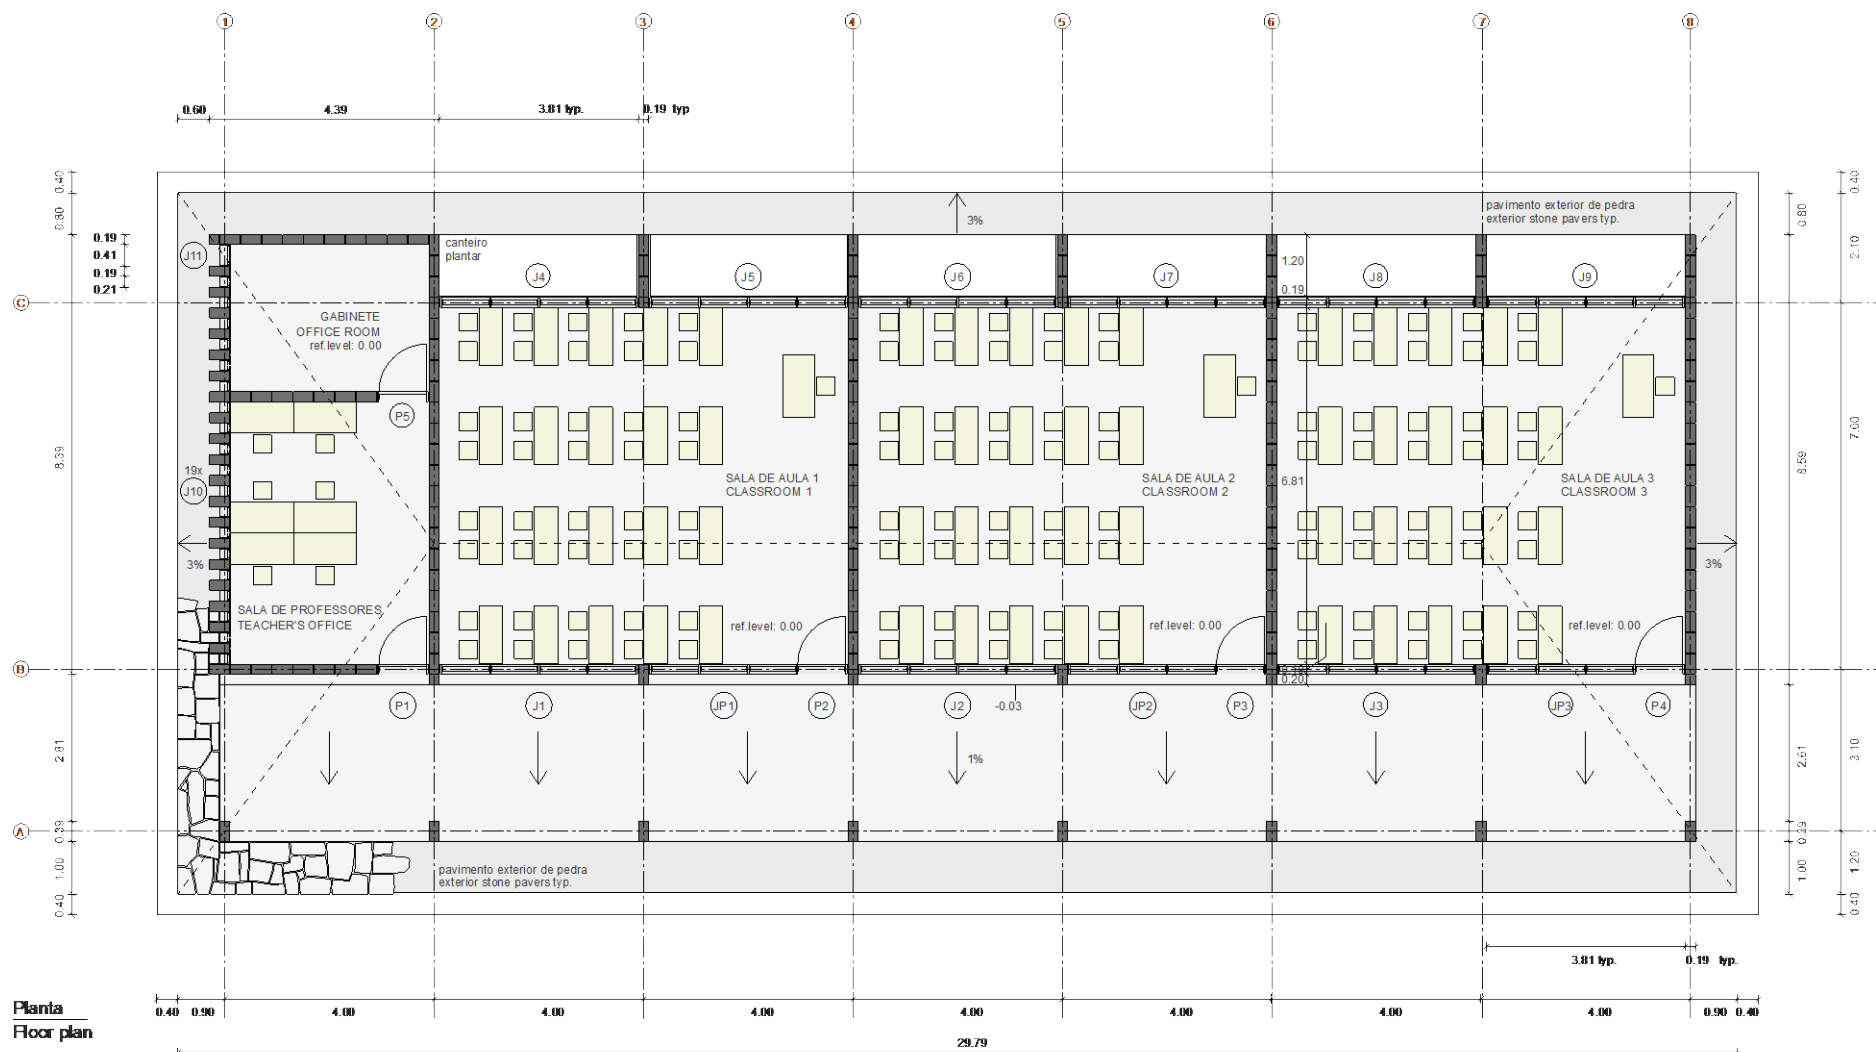 1 2 3 4 5 6 7 8
0.60 4.39 3.81 typ. 0.19 typ
0.40
0.80
0.19
0.41
0.19
0.21
8.39
2.81
0.39
1.00
0.40
C
B
A
3%
pavimento exterior de pedra
exterior stone pavers typ.
canteiro
plantar
J11
J4 J5 J6 J7 J8 J9
1.20
0.19
GABINETE
OFFICE ROOM
ref.level: 0.00
P5
19x
J10
3%
SALA DE AULA 1
CLASSROOM 1
SALA DE AULA 2
CLASSROOM 2
6.81
SALA DE AULA 3
CLASSROOM 3
3%
SALA DE PROFESSORES
TEACHER'S OFFICE
ref.level: 0.00
ref.level: 0.00
ref.level: 0.00
0.20
P1 J1 JP1 P2 J2 -0.03 JP2 P3 J3 JP3 P4
1%
pavimento exterior de pedra
exterior stone pavers typ.
0.80
8.59
2.61
0.39
1.00
0.40
2.10
7.00
3.10
1.20
0.40
3.81 typ. 0.19 typ.
0.40 0.90 4.00 4.00 4.00 4.00 4.00 4.00 4.00 0.90 0.40
29.79
Planta
Floor plan